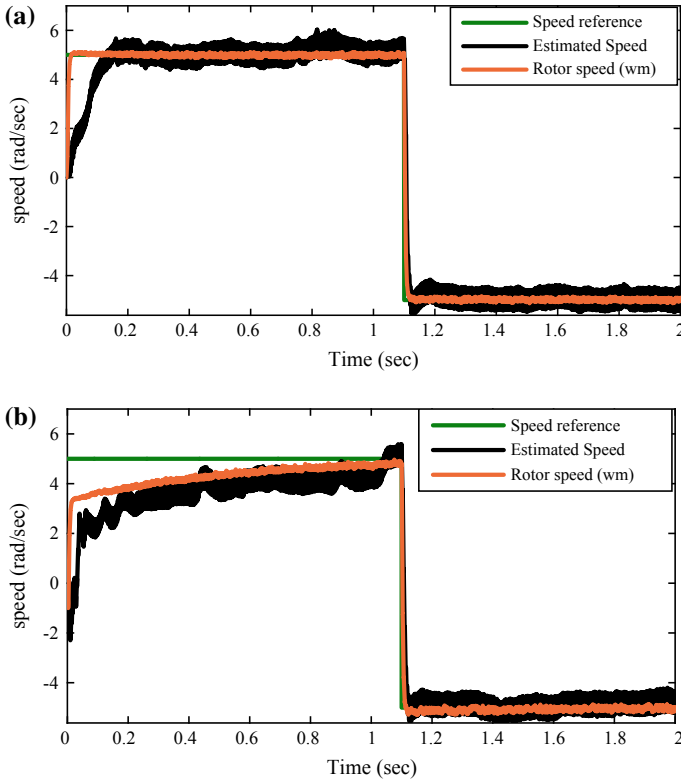 (a)
6
4
2
0
-2
-4
speed (rad/sec)
Speed reference
Estimated Speed
Rotor speed (wm)
0 0.2 0.4 0.6 0.8 1 1.2 1.4 1.6 1.8 2
Time (sec)
(b)
6
4
2
0
-2
-4
speed (rad/sec)
Speed reference
Estimated Speed
Rotor speed (wm)
0 0.2 0.4 0.6 0.8 1 1.2 1.4 1.6 1.8 2
Time (sec)